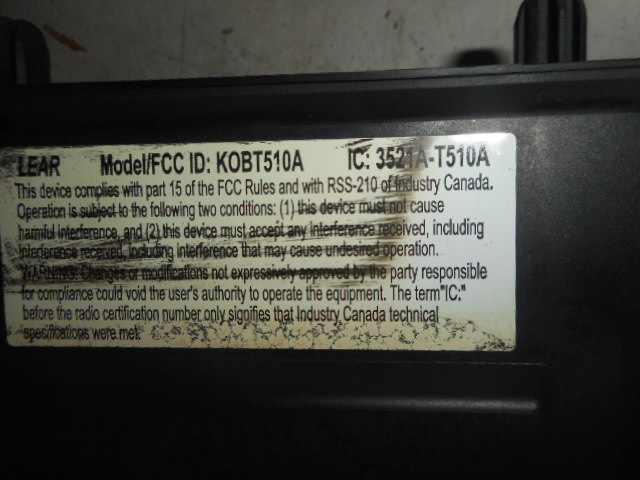 LEAR Model/FCC ID: KOBT510A IC: 3521A-T510A
This device complies with part 15 of the FCC Rules and with RSS-210 of Industry Canada.
Operation is subject to the following two conditions: (1) this device must not cause
harmful interference, and (2) this device must accept any interference received, including
interference received, including interference that may cause undesired operation.
WARNING: Changes or modifications not expressively approved by the party responsible
for compliance could void the user's authority to operate the equipment. The term"IC:"
before the radio certification number only signifies that Industry Canada technical
specifications were met.